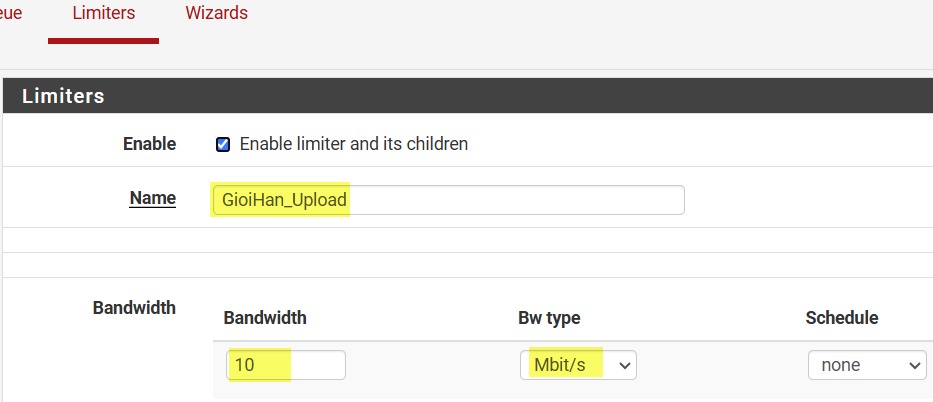 Limiters Wizards
Limiters
Enable Enable limiter and its children
Name GioiHan_Upload
Bandwidth
Bandwidth Bw type Schedule
10 Mbit/s none